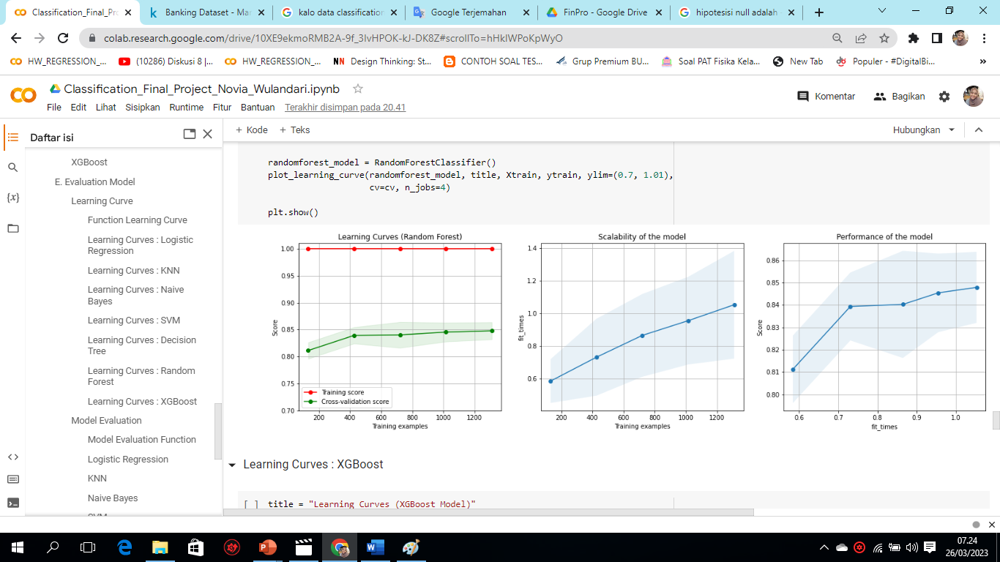 Classification_Final_Pro
Banking Dataset - Mar
kalo data classification
Google Terjemahan
FinPro - Google Drive
hipotesisi null adalah -
colab.research.google.com/drive/10XE9ekmoRMB2A-9f_3IvHPOK-kJ-DK8Z#scrollTo=hHkIWPoKpWyO
HW_REGRESSION_...
(10286) Diskusi 8 |...
HW_REGRESSION_...
NN Design Thinking: St...
CONTOH SOAL TES...
Grup Premium BU...
Soal PAT Fisika Kela...
New Tab
Populer - #DigitalBi...
»
Classification_Final_Project_Novia_Wulandari.ipynb
Komentar
Bagikan
File Edit Lihat Sisipkan Runtime Fitur Bantuan Terakhir disimpan pada 20.41
Daftar isi
+ Kode + Teks
Hubungkan
XGBoost
E. Evaluation Model
Learning Curve
Function Learning Curve
Learning Curves : Logistic
Regression
Learning Curves : KNN
Learning Curves : Naive
Bayes
Learning Curves : SVM
Learning Curves : Decision
Tree
Learning Curves : Random
Forest
Learning Curves : XGBoost
Model Evaluation
Model Evaluation Function
Logistic Regression
KNN
Naive Bayes
SVM
randomforest_model = RandomForestClassifier()
plot_learning_curve(randomforest_model, title, Xtrain, ytrain, ylim=(0.7, 1.01),
cv=cv, n_jobs=4)
plt.show()
Learning Curves (Random Forest)
1.00
0.95
0.90
0.85
0.80
0.75
0.70
Score
Training score
Cross-validation score
200 400 600 800 1000 1200
Training examples
Scalability of the model
1.4
1.2
1.0
0.8
0.6
fit_times
200 400 600 800 1000 1200
Training examples
Performance of the model
0.86
0.85
0.84
0.83
0.82
0.81
0.80
Score
0.6 0.7 0.8 0.9 1.0
fit_times
Learning Curves : XGBoost
[ ] title = "Learning Curves (XGBoost Model)"
07.24
26/03/2023